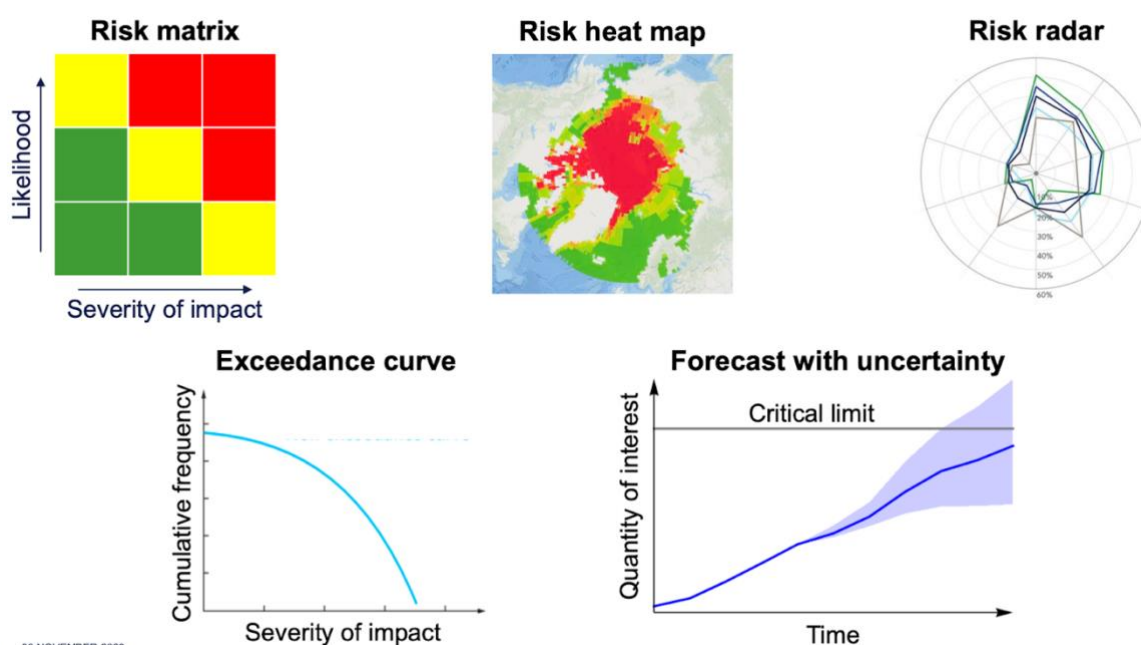 Risk matrix
Risk heat map
Risk radar
Likelihood
Severity of impact
10%
20%
30%
40%
50%
60%
Exceedance curve
Forecast with uncertainty
Cumulative frequency
Severity of impact
Quantity of interest
Critical limit
Time